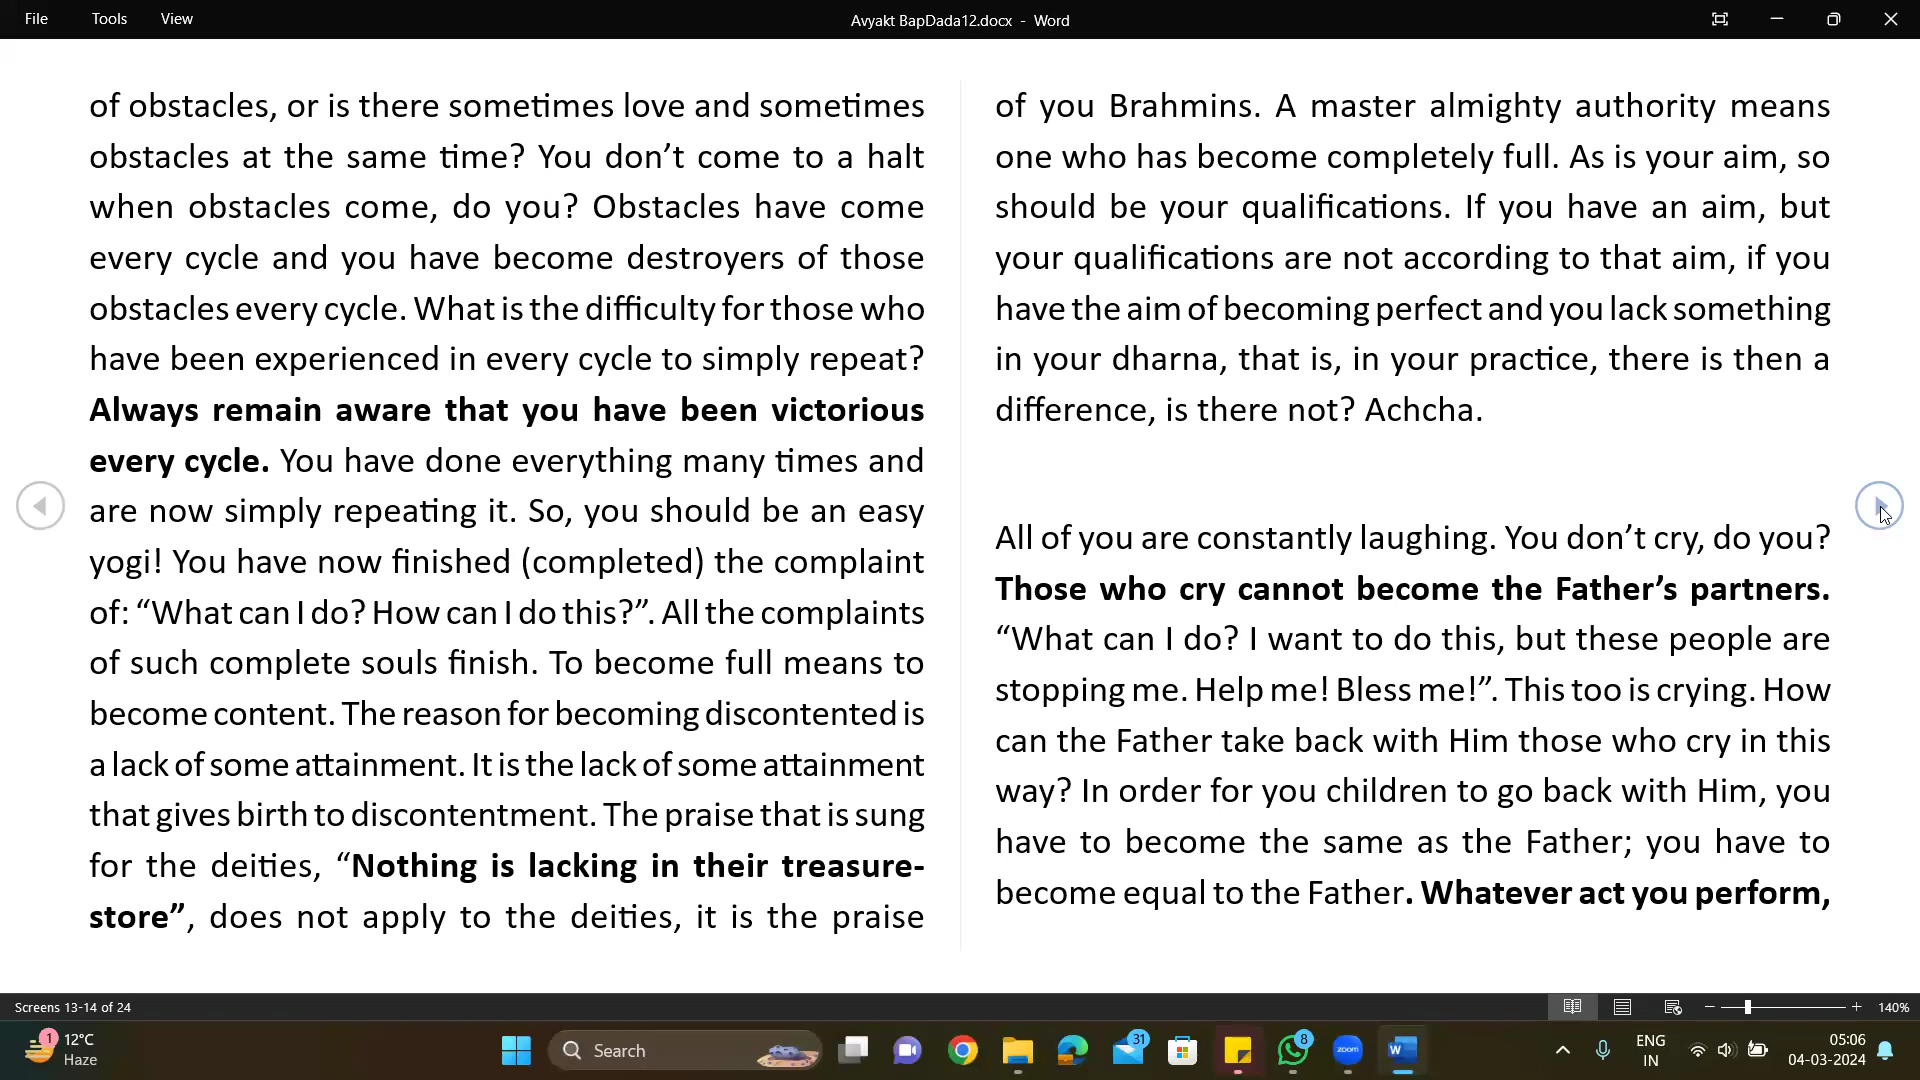 File Tools View Avyakt BapDada12.docx - Word
of obstacles, or is there sometimes love and sometimes
obstacles at the same time? You don’t come to a halt
when obstacles come, do you? Obstacles have come
every cycle and you have become destroyers of those
obstacles every cycle. What is the difficulty for those who
have been experienced in every cycle to simply repeat?
Always remain aware that you have been victorious
every cycle. You have done everything many times and
are now simply repeating it. So, you should be an easy
yogi! You have now finished (completed) the complaint
of: “What can I do? How can I do this?”. All the complaints
of such complete souls finish. To become full means to
become content. The reason for becoming discontented is
a lack of some attainment. It is the lack of some attainment
that gives birth to discontentment. The praise that is sung
for the deities, “Nothing is lacking in their treasure-
store”, does not apply to the deities, it is the praise
of you Brahmins. A master almighty authority means
one who has become completely full. As is your aim, so
should be your qualifications. If you have an aim, but
your qualifications are not according to that aim, if you
have the aim of becoming perfect and you lack something
in your dharna, that is, in your practice, there is then a
difference, is there not? Achcha.
All of you are constantly laughing. You don’t cry, do you?
Those who cry cannot become the Father’s partners.
“What can I do? I want to do this, but these people are
stopping me. Help me! Bless me!”. This too is crying. How
can the Father take back with Him those who cry in this
way? In order for you children to go back with Him, you
have to become the same as the Father; you have to
become equal to the Father. Whatever act you perform,
Screens 13-14 of 24
140%
1
12°C
Haze
Search
31
8
zoom
W
ENG
IN
05:06
04-03-2024